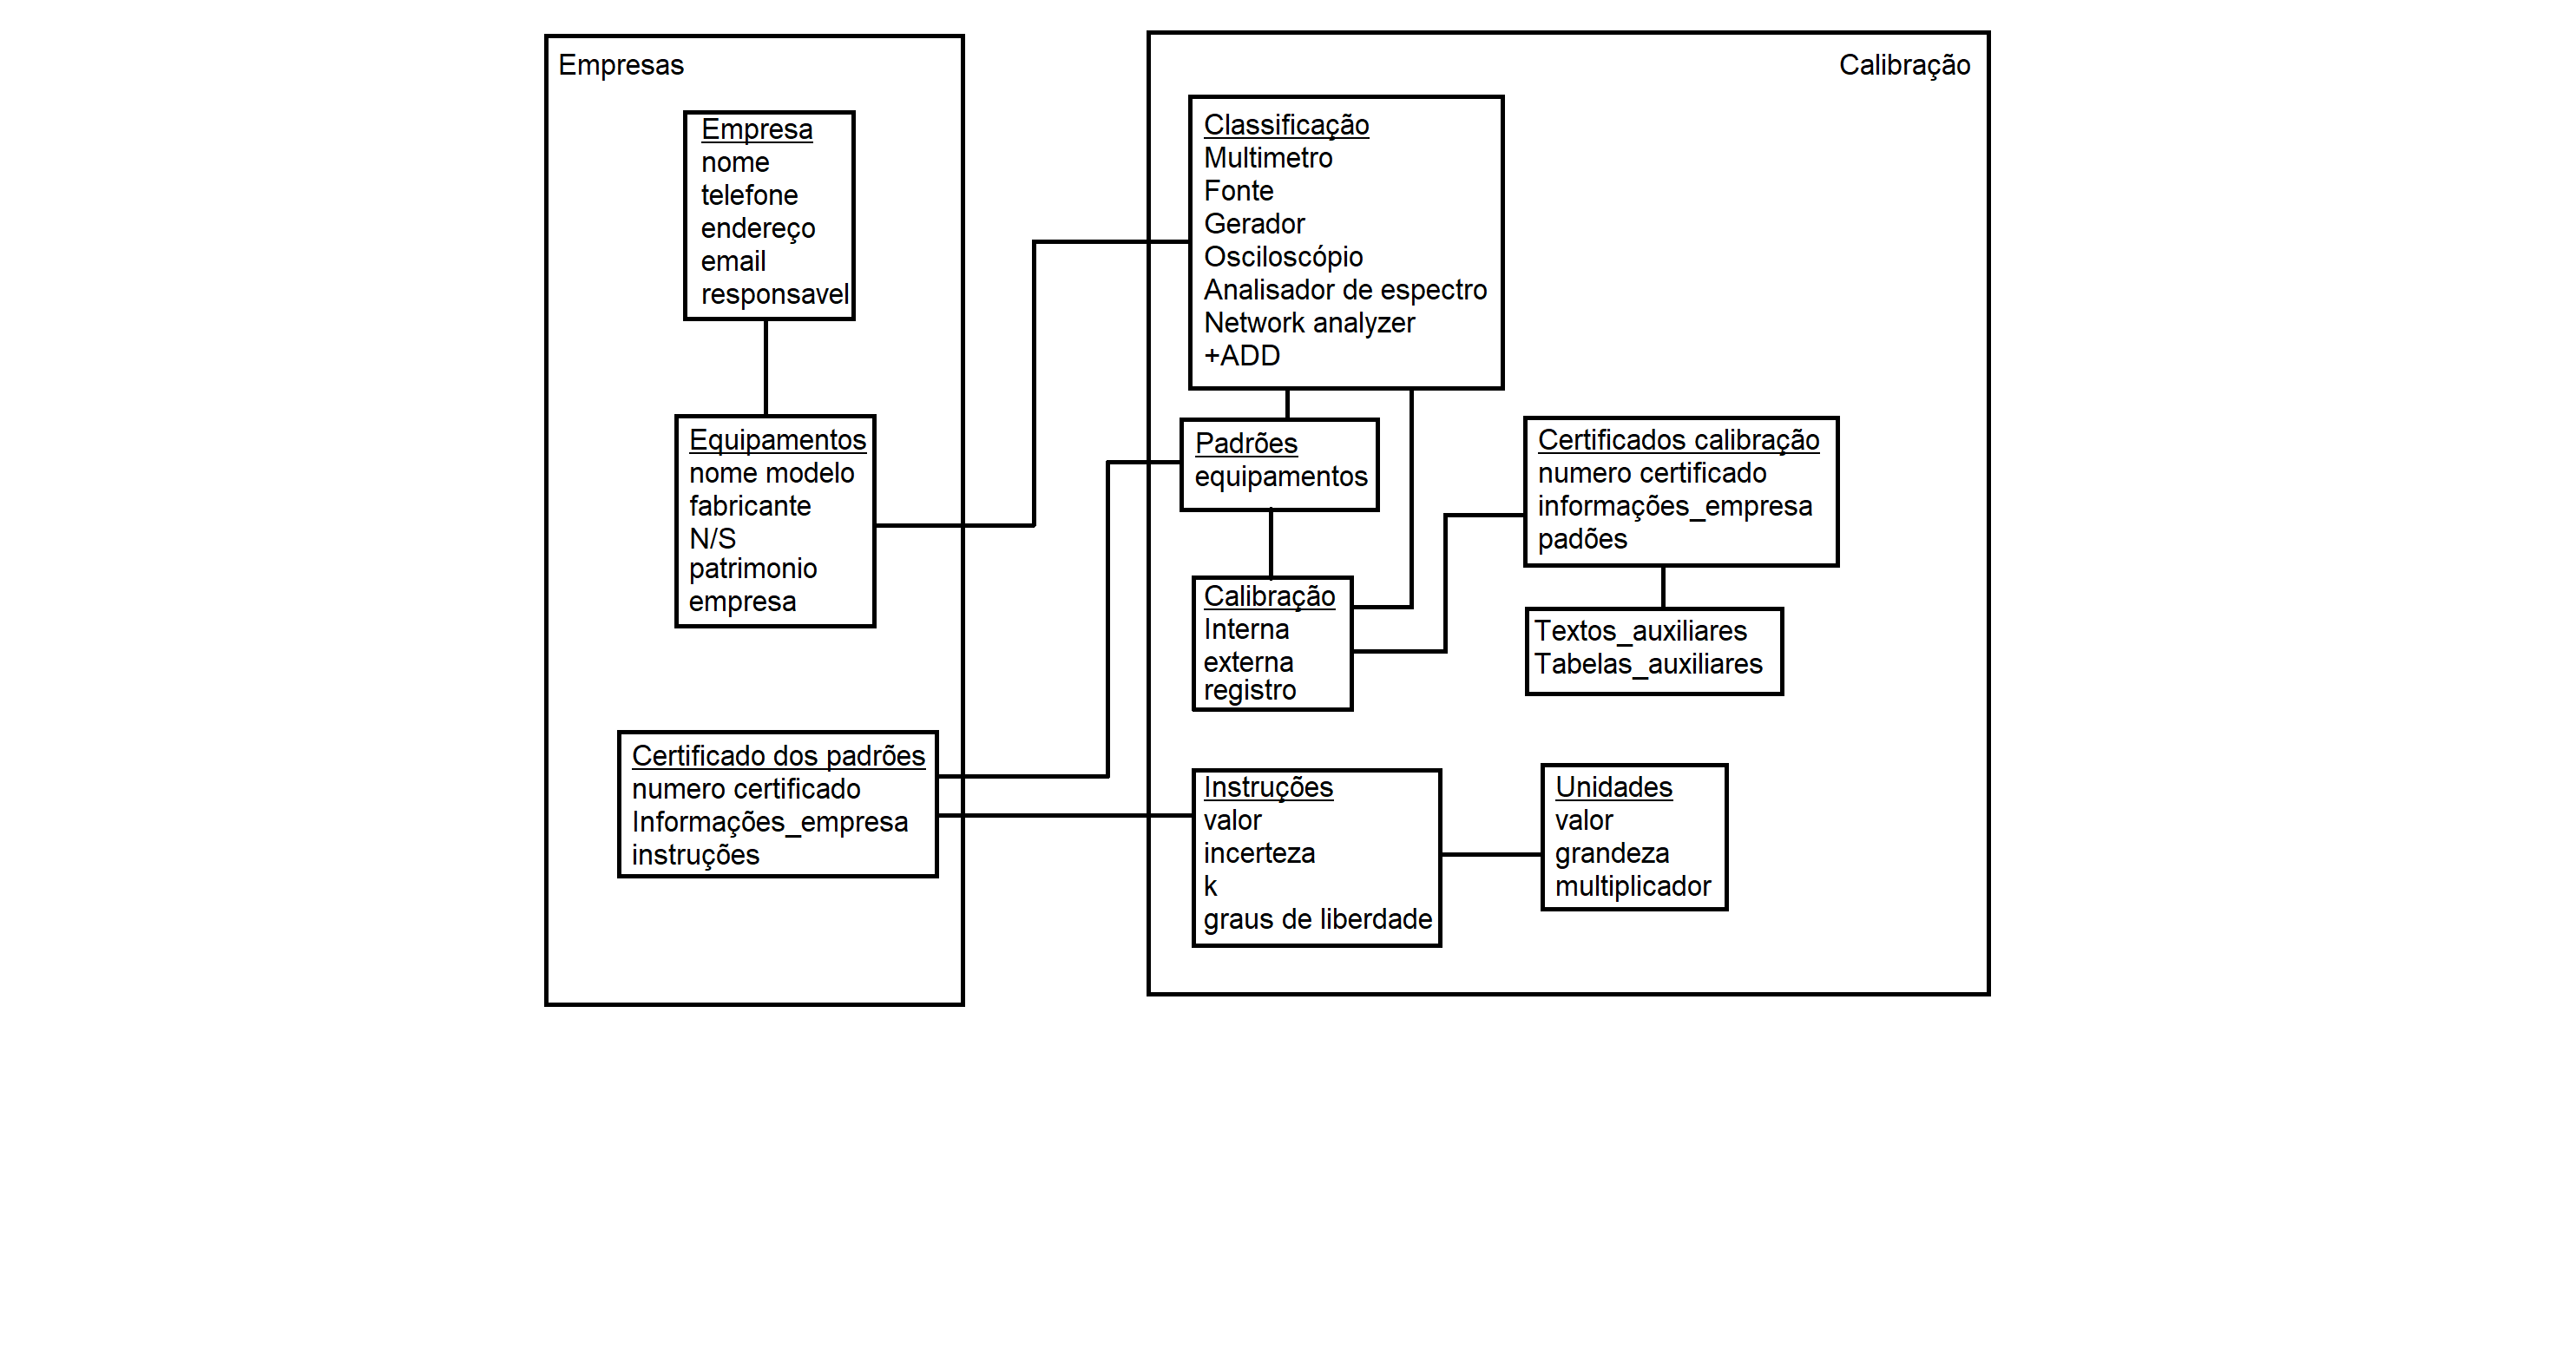 Empresas
Empresa
nome
telefone
endereço
email
responsavel
Equipamentos
nome modelo
fabricante
N/S
patrimonio
empresa
Certificado dos padrões
numero certificado
Informações_empresa
instruções
Calibração
Classificação
Multimetro
Fonte
Gerador
Osciloscópio
Analisador de espectro
Network analyzer
+ADD
Padrões
equipamentos
Calibração
Interna
externa
registro
Certificados calibração
numero certificado
informações_empresa
padões
Textos_auxiliares
Tabelas_auxiliares
Instruções
valor
incerteza
k
graus de liberdade
Unidades
valor
grandeza
multiplicador